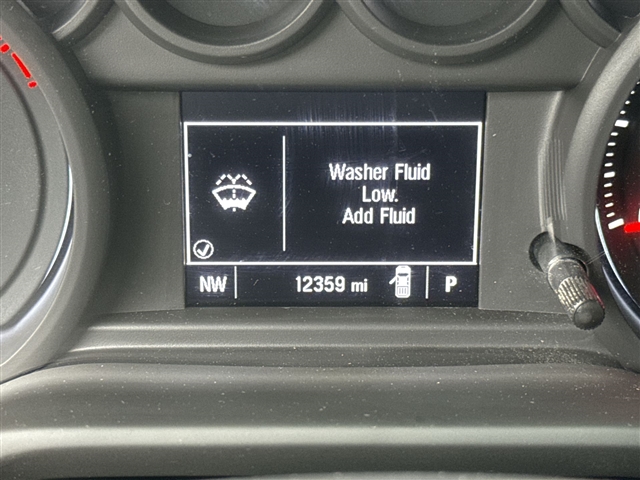 Washer Fluid
Low.
Add Fluid
NW 12359 mi P